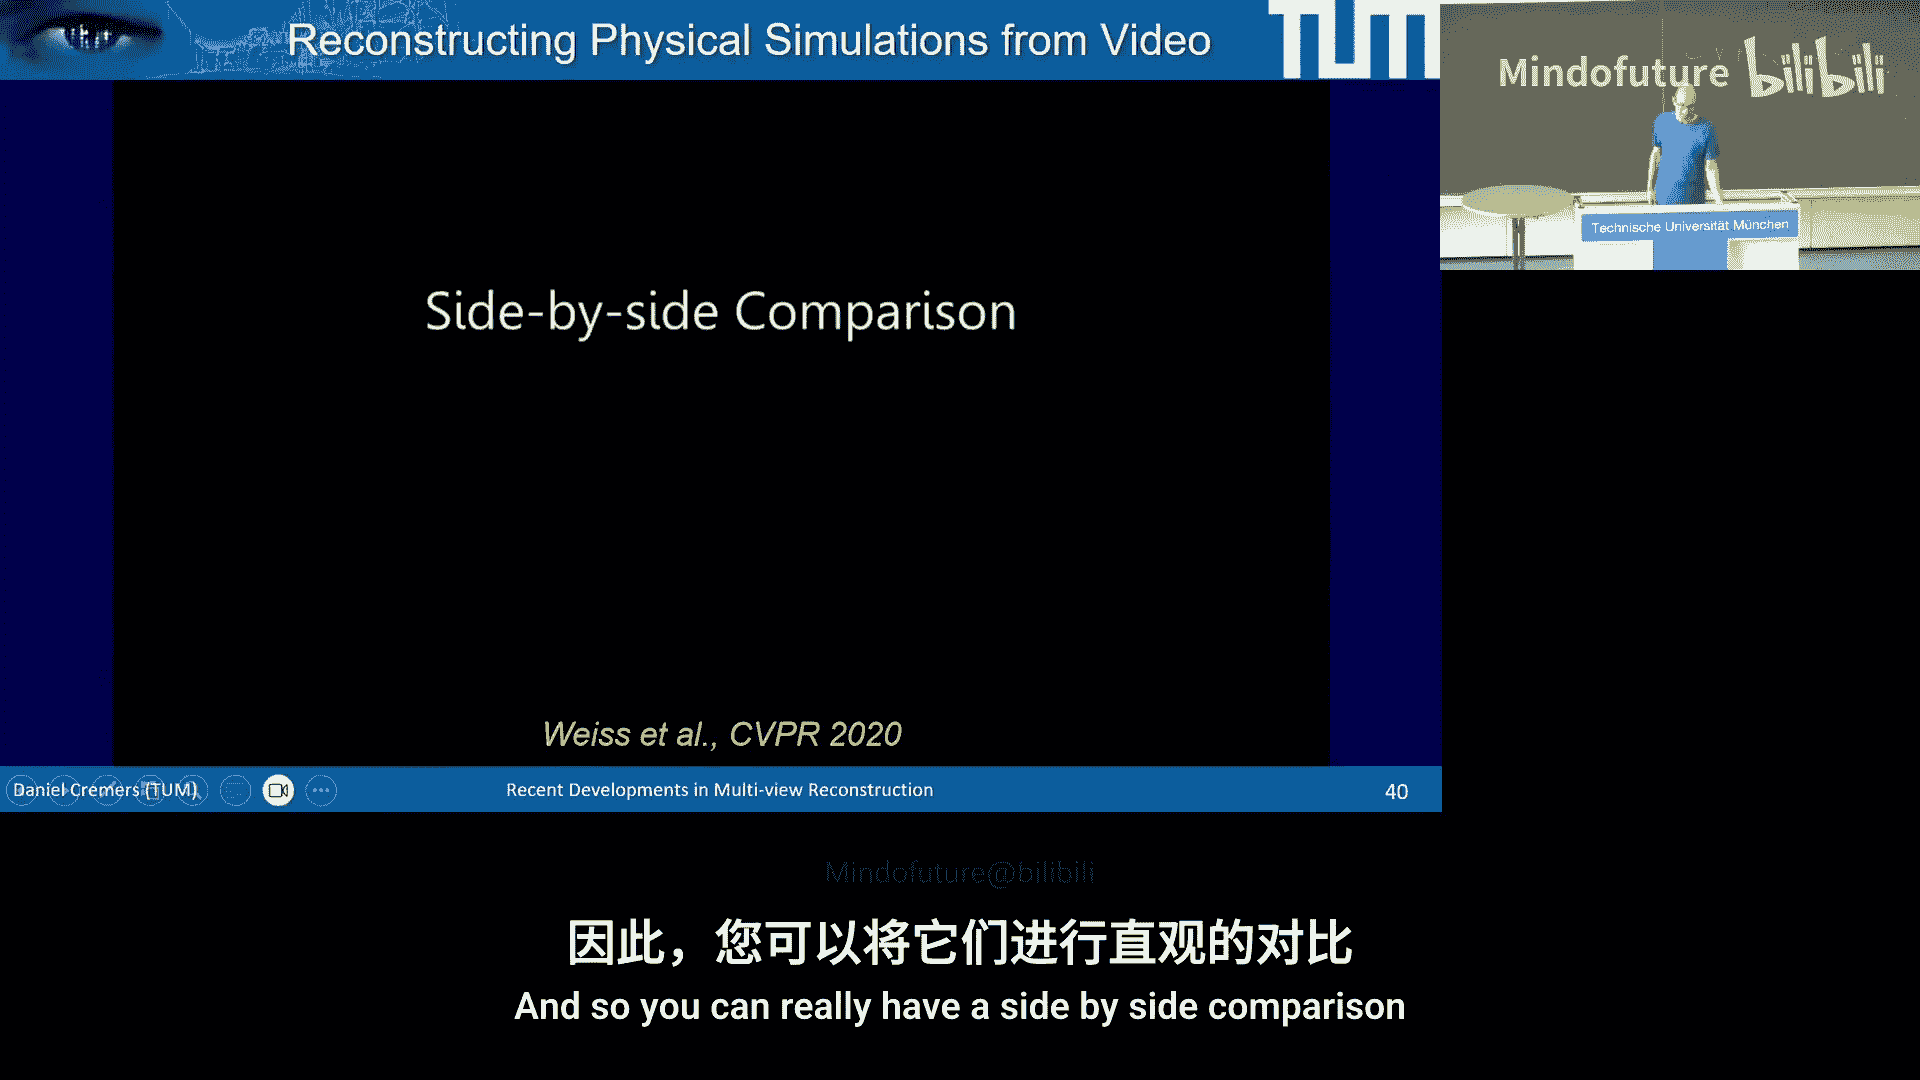 Reconstructing Physical Simulations from Video
TUM
Mindofuture bilibili
Technische Universität München
Side-by-side Comparison
Weiss et al., CVPR 2020
Daniel Cremers (TUM)
Recent Developments in Multi-view Reconstruction
40
Mindofuture@bilibili
因此，您可以将它们进行直观的对比
And so you can really have a side by side comparison